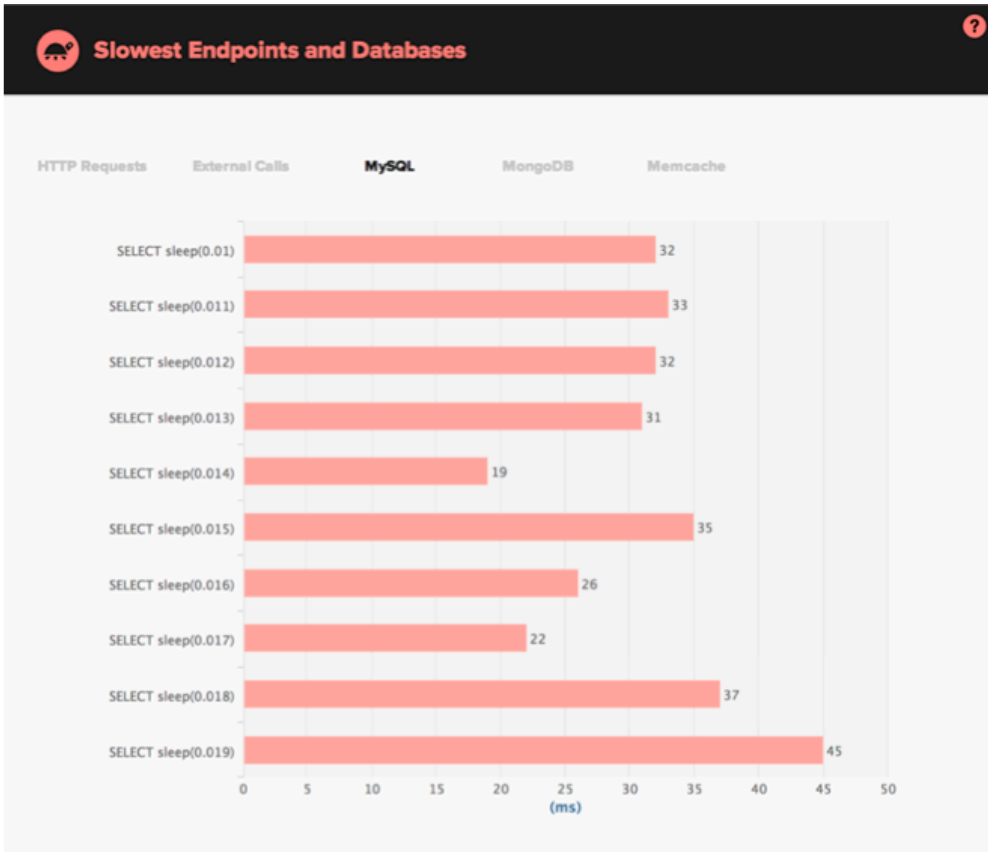 ?
Slowest Endpoints and Databases
HTTP Requests External Calls MySQL MongoDB Memcache
SELECT sleep(0.01) 32
SELECT sleep(0.011) 33
SELECT sleep(0.012) 32
SELECT sleep(0.013) 31
SELECT sleep(0.014) 19
SELECT sleep(0.015) 35
SELECT sleep(0.016) 26
SELECT sleep(0.017) 22
SELECT sleep(0.018) 37
SELECT sleep(0.019) 45
0 5 10 15 20 25 30 35 40 45 50
(ms)